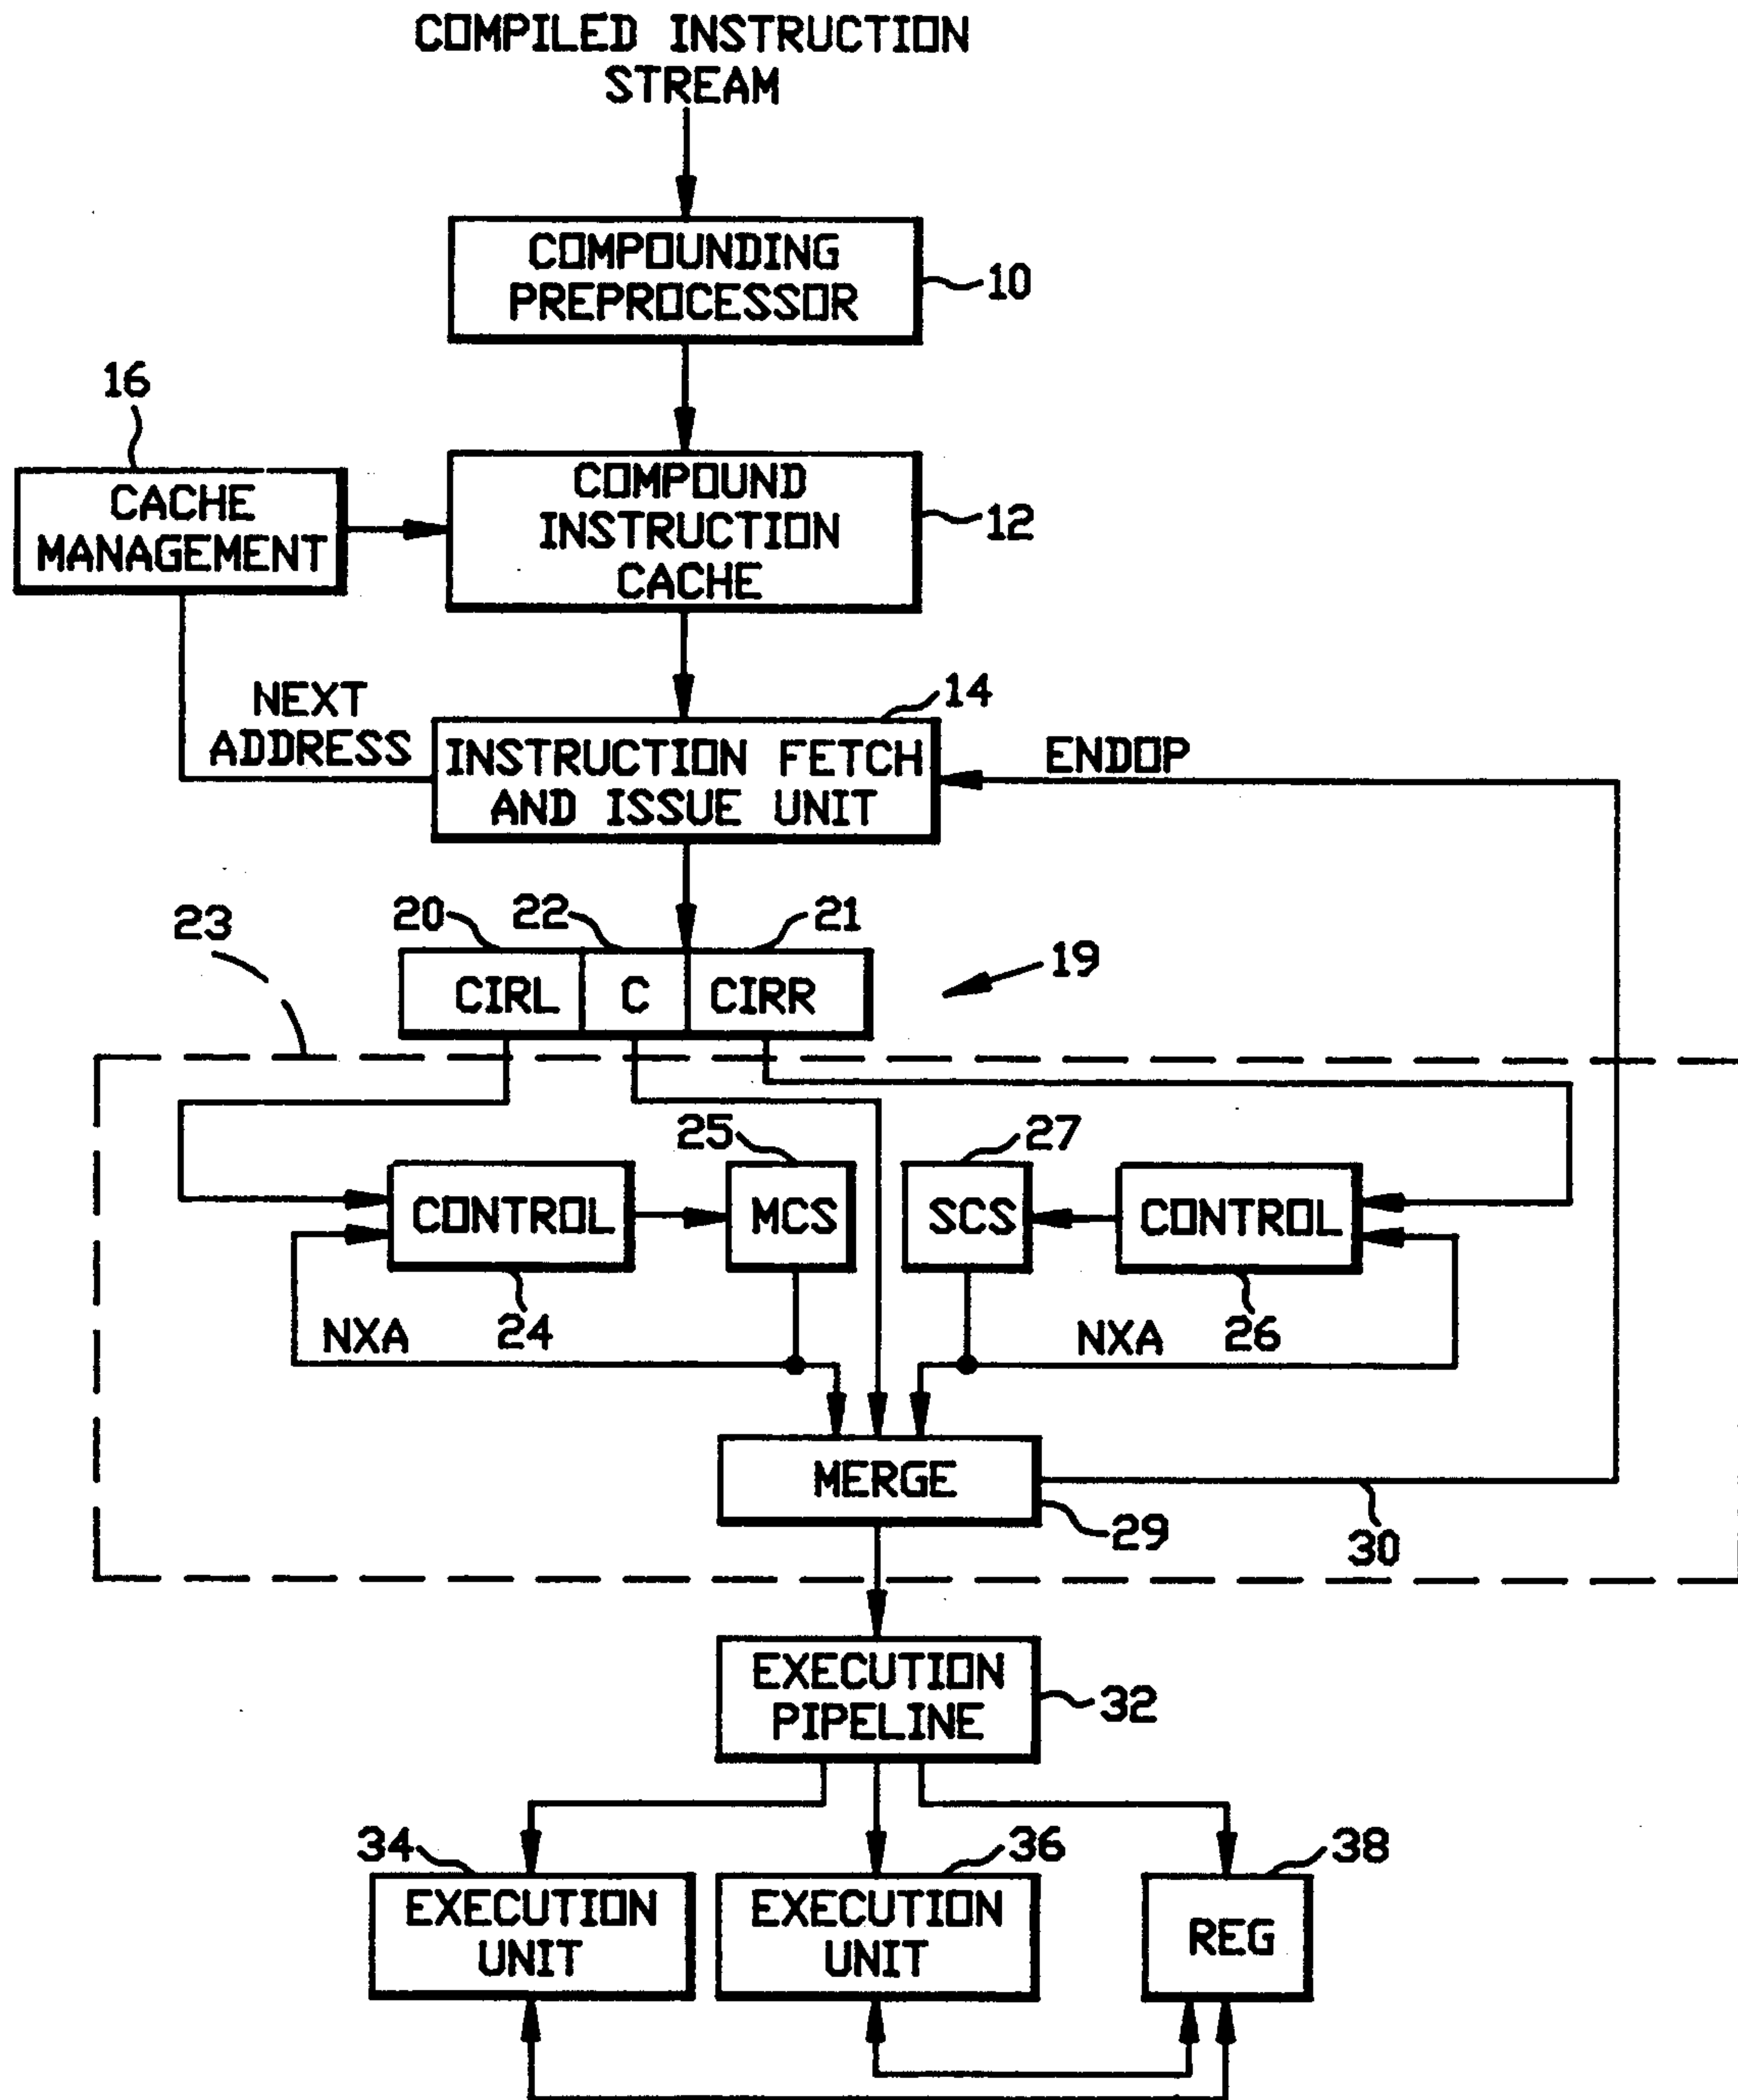 COMPILED INSTRUCTION
STREAM
COMPOUNDING
PREPROCESSOR
10
16
CACHE
MANAGEMENT
COMPOUND
INSTRUCTION
CACHE
12
NEXT
ADDRESS
14
INSTRUCTION FETCH
AND ISSUE UNIT
ENDOP
23
20
22
21
CIRL
C
CIRR
19
25
27
CONTROL
MCS
SCS
CONTROL
NXA
24
NXA
26
MERGE
29
30
EXECUTION
PIPELINE
32
34
36
38
EXECUTION
UNIT
EXECUTION
UNIT
REG